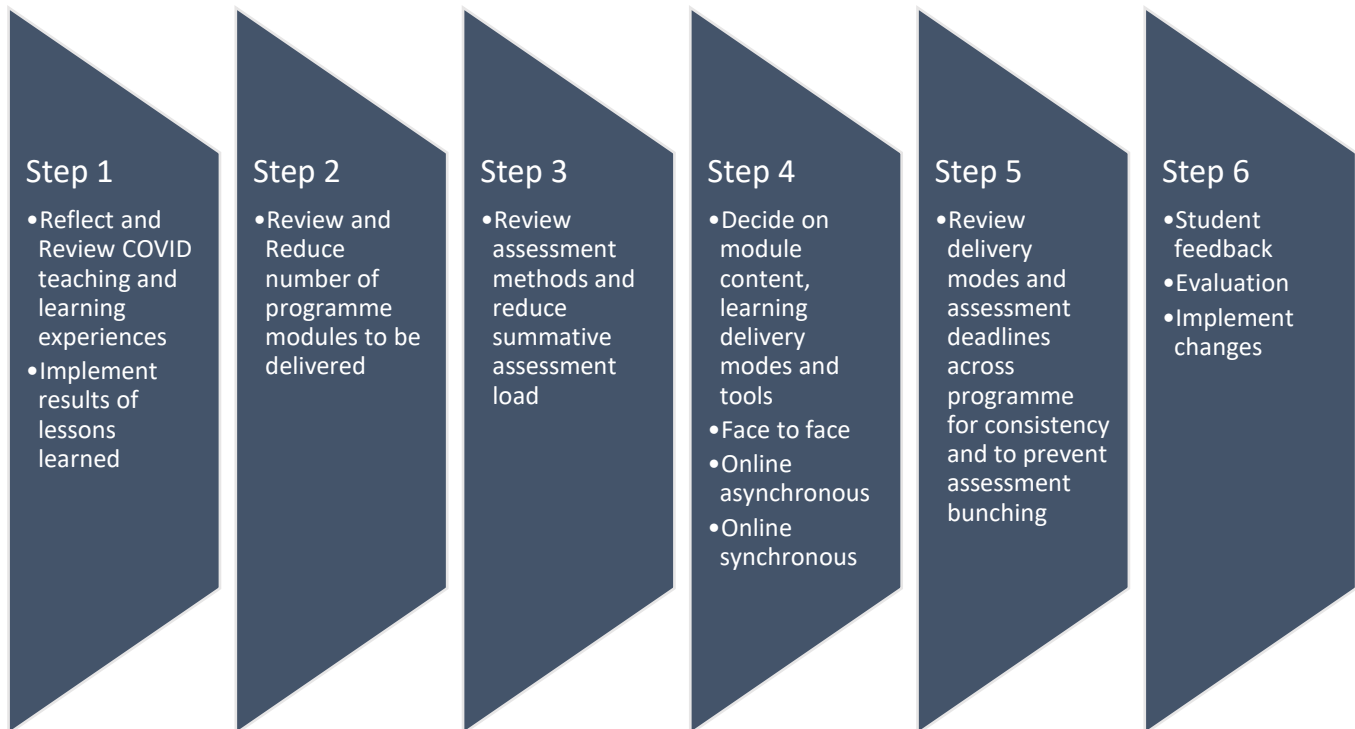 Step 1
•Reflect and
Review COVID
teaching and
learning
experiences
•Implement
results of
lessons
learned
Step 2
•Review and
Reduce
number of
programme
modules to be
delivered
Step 3
•Review
assessment
methods and
reduce
summative
assessment
load
Step 4
•Decide on
module
content,
learning
delivery
modes and
tools
•Face to face
•Online
asynchronous
•Online
synchronous
Step 5
•Review
delivery
modes and
assessment
deadlines
across
programme
for consistency
and to prevent
assessment
bunching
Step 6
•Student
feedback
•Evaluation
•Implement
changes